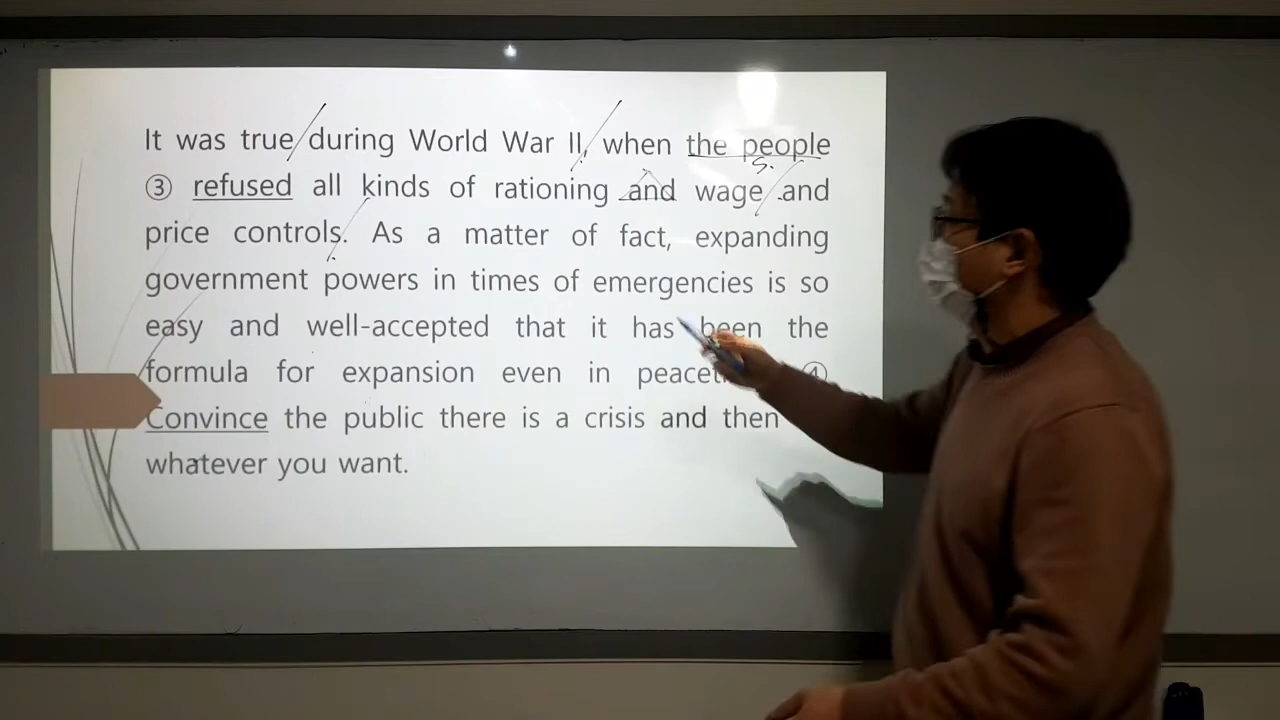 It was true during World War II, when the people
③ refused all kinds of rationing and wage and
price controls. As a matter of fact, expanding
government powers in times of emergencies is so
easy and well-accepted that it has been the
formula for expansion even in ④
Convince the public there is a crisis and then
whatever you want.
S.